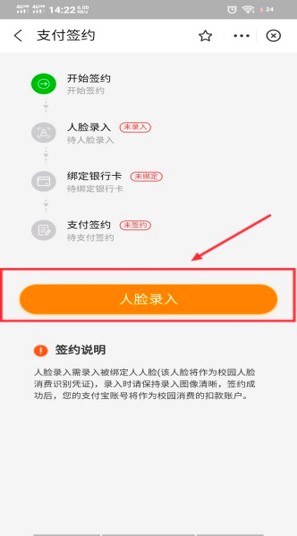 14:22
24
支付签约
开始签约
开始签约
人脸录入 未录入
待人脸录入
绑定银行卡 未绑定
待绑定银行卡
支付签约 未签约
待支付签约
人脸录入
签约说明
人脸录入需录入被绑定人人脸(该人脸将作为校园人脸
消费识别凭证)，录入时请保持录入图像清晰，签约成
功后，您的支付宝账号将作为校园消费的扣款账户。